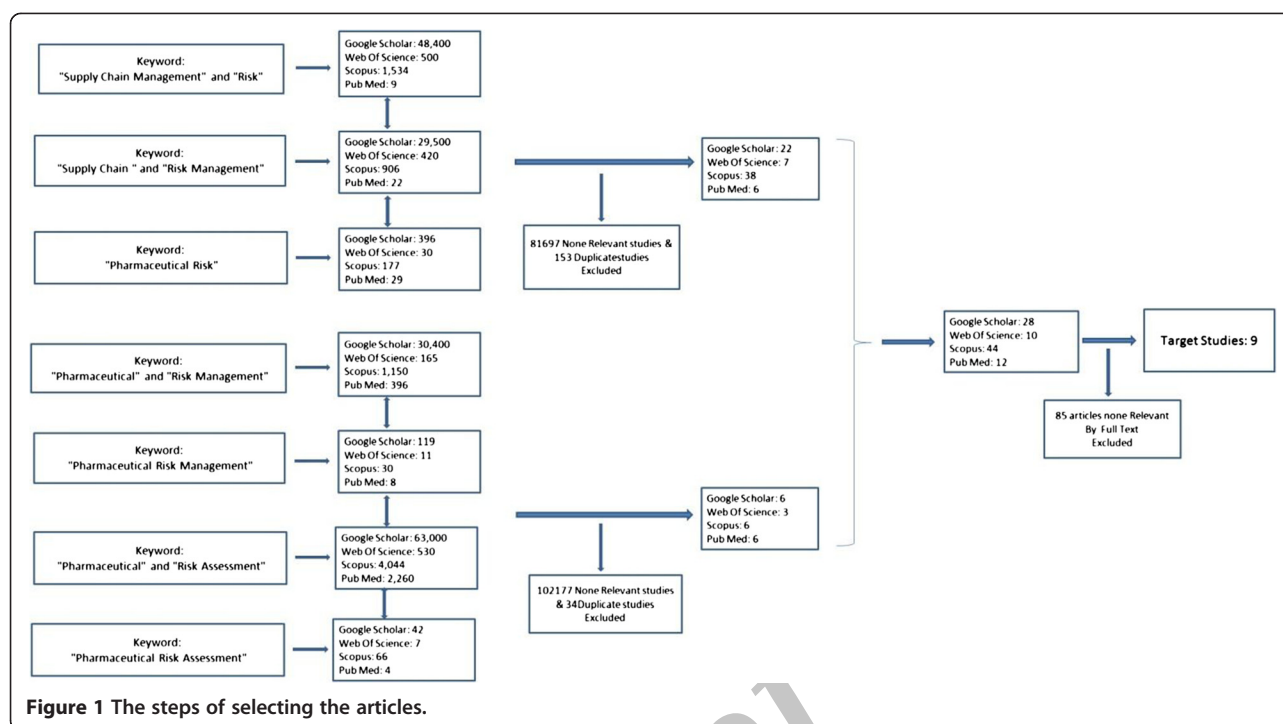 Keyword:
"Supply Chain Management" and "Risk"
Google Scholar: 48,400
Web Of Science: 500
Scopus: 1,534
Pub Med: 9
Keyword:
"Supply Chain " and "Risk Management"
Google Scholar: 29,500
Web Of Science: 420
Scopus: 906
Pub Med: 22
Keyword:
"Pharmaceutical Risk"
Google Scholar: 396
Web Of Science: 30
Scopus: 177
Pub Med: 29
81697 None Relevant studies &
153 Duplicatestudies
Excluded
Google Scholar: 22
Web Of Science: 7
Scopus: 38
Pub Med: 6
Keyword:
"Pharmaceutical" and "Risk Management"
Google Scholar: 30,400
Web Of Science: 165
Scopus: 1,150
Pub Med: 396
Keyword:
"Pharmaceutical Risk Management"
Google Scholar: 119
Web Of Science: 11
Scopus: 30
Pub Med: 8
Keyword:
"Pharmaceutical" and "Risk Assessment"
Google Scholar: 63,000
Web Of Science: 530
Scopus: 4,044
Pub Med: 2,260
Keyword:
"Pharmaceutical Risk Assessment"
Google Scholar: 42
Web Of Science: 7
Scopus: 66
Pub Med: 4
102177 None Relevant studies
& 34Duplicate studies
Excluded
Google Scholar: 6
Web Of Science: 3
Scopus: 6
Pub Med: 6
Google Scholar: 28
Web Of Science: 10
Scopus: 44
Pub Med: 12
85 articles none Relevant
By Full Text
Excluded
Target Studies: 9
Figure 1 The steps of selecting the articles.